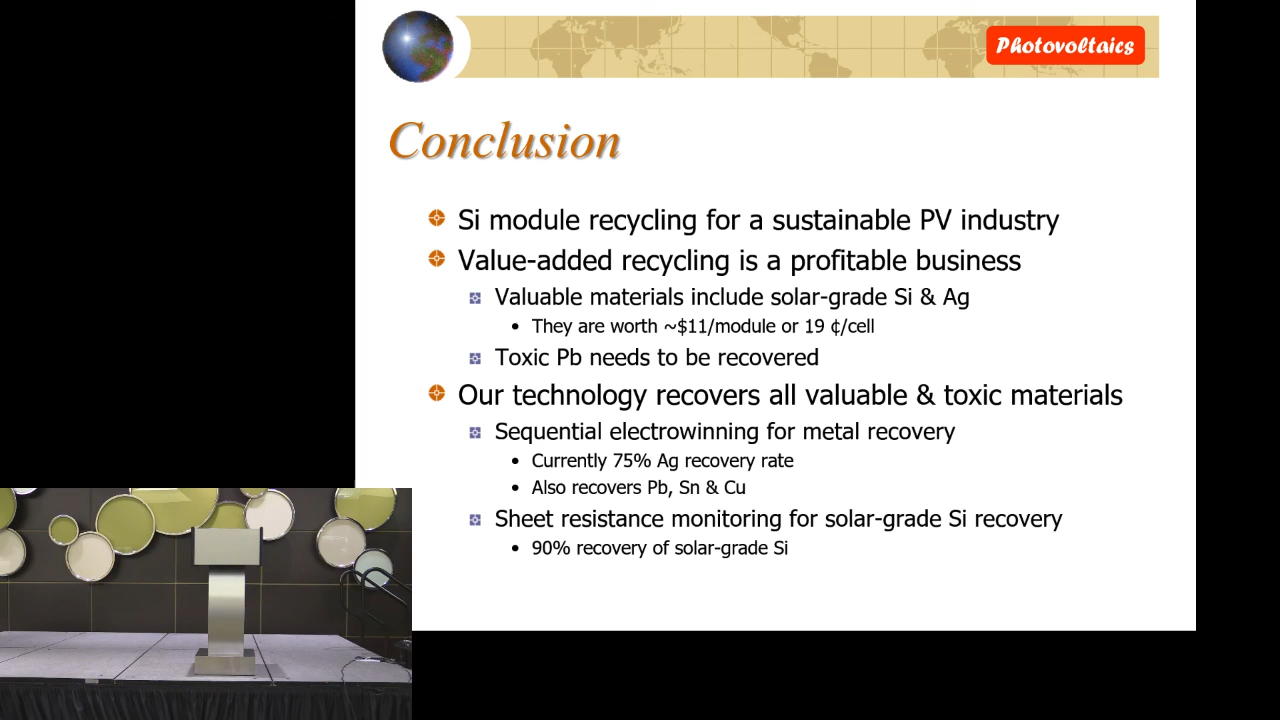 Photovoltaics
Conclusion
Si module recycling for a sustainable PV industry
Value-added recycling is a profitable business
Valuable materials include solar-grade Si & Ag
• They are worth ~$11/module or 19 ¢/cell
Toxic Pb needs to be recovered
Our technology recovers all valuable & toxic materials
Sequential electrowinning for metal recovery
• Currently 75% Ag recovery rate
• Also recovers Pb, Sn & Cu
Sheet resistance monitoring for solar-grade Si recovery
• 90% recovery of solar-grade Si